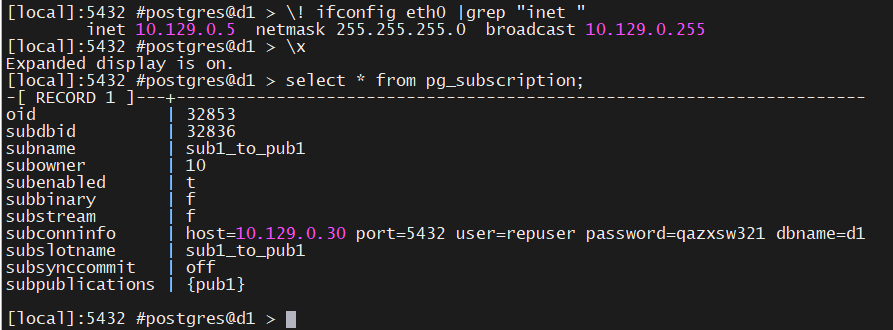 [local]:5432 #postgres@d1 > \! ifconfig eth0 |grep "inet "
        inet 10.129.0.5  netmask 255.255.255.0  broadcast 10.129.0.255
[local]:5432 #postgres@d1 > \x
Expanded display is on.
[local]:5432 #postgres@d1 > select * from pg_subscription;
-[ RECORD 1 ]---+----------------------------------------------------------------
oid             | 32853
subdbid         | 32836
subname         | sub1_to_pub1
subowner        | 10
subenabled      | t
subbinary       | f
substream       | f
subconninfo     | host=10.129.0.30 port=5432 user=repuser password=qazxsw321 dbname=d1
subslotname     | sub1_to_pub1
subsynccommit   | off
subpublications | {pub1}
[local]:5432 #postgres@d1 >